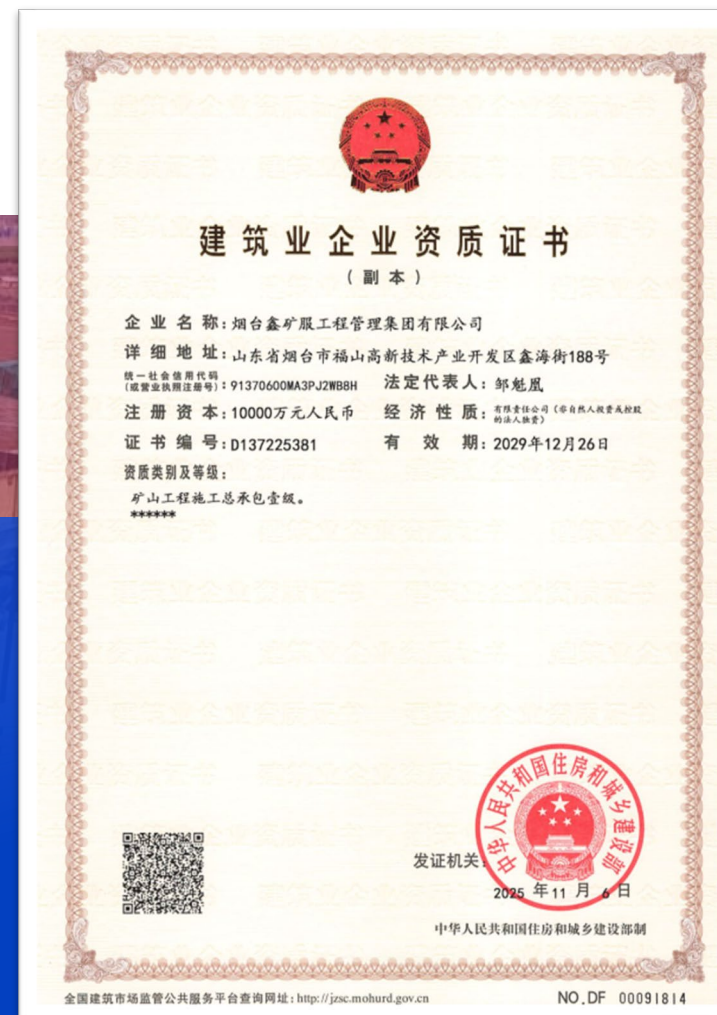 建筑业企业资质证书
（副本）
企业名称：烟台鑫矿服工程管理集团有限公司
详细地址：山东省烟台市福山高新技术产业开发区鑫海街188号
统一社会信用代码
（或营业执照注册号）：91370600MA3PJ2WB8H
法定代表人：邹魁凰
注册资本：10000万元人民币
经济性质：有限责任公司（非自然人投资或控股
的法人独资）
证书编号：D137225381
有效期：2029年12月26日
资质类别及等级：
矿山工程施工总承包壹级。
******
中华人民共和国住房和城乡建设部
发证机关：
2025年11月6日
中华人民共和国住房和城乡建设部制
全国建筑市场监管公共服务平台查询网址：http://jzsc.mohurd.gov.cn
NO.DF 00091814